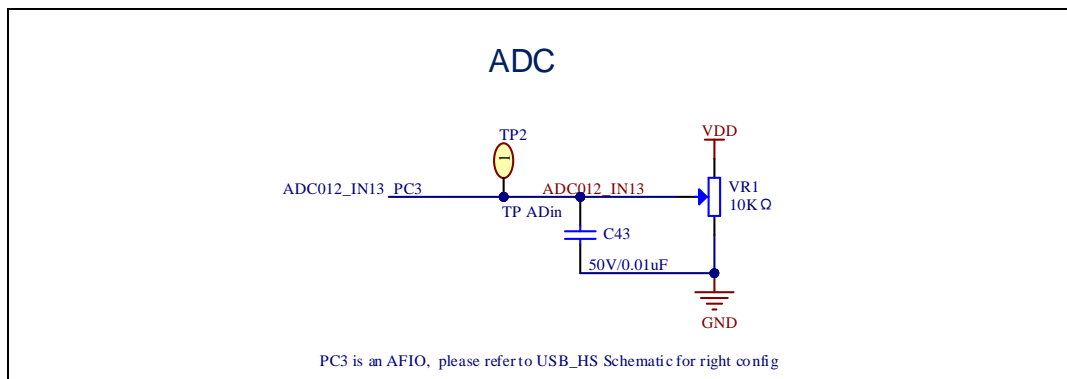 ADC
TP2
1
VDD
ADC012_IN13_PC3
ADC012_IN13
VR1
10KΩ
TP ADin
C43
50V/0.01uF
GND
PC3 is an AFIO, please refer to USB_HS Schematic for right config